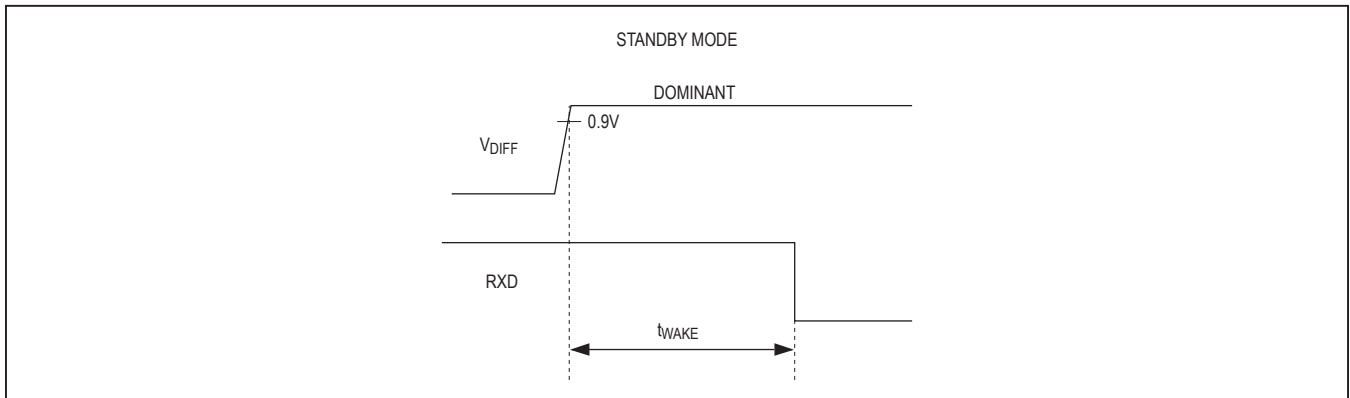 STANDBY MODE
DOMINANT
0.9V
VDIFF
RXD
tWAKE